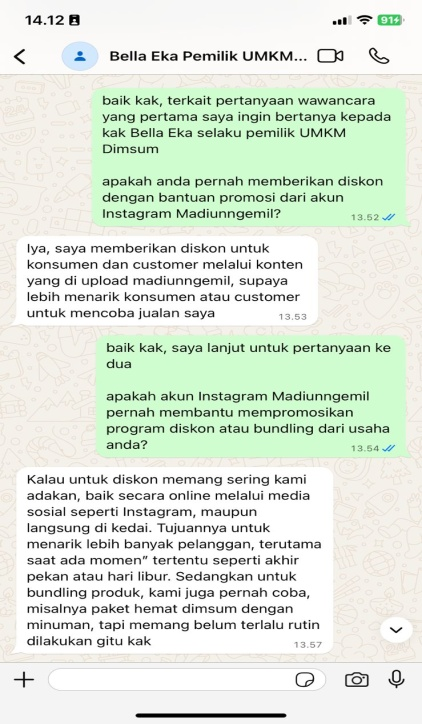 14.12
91
Bella Eka Pemilik UMKM...
baik kak, terkait pertanyaan wawancara
yang pertama saya ingin bertanya kepada
kak Bella Eka selaku pemilik UMKM
Dimsum
apakah anda pernah memberikan diskon
dengan bantuan promosi dari akun
Instagram Madiunngemil?
13.52
Iya, saya memberikan diskon untuk
konsumen dan customer melalui konten
yang di upload madiunngemil, supaya
lebih menarik konsumen atau customer
untuk mencoba jualan saya
13.53
baik kak, saya lanjut untuk pertanyaan ke
dua
apakah akun Instagram Madiunngemil
pernah membantu mempromosikan
program diskon atau bundling dari usaha
anda?
13.54
Kalau untuk diskon memang sering kami
adakan, baik secara online melalui media
sosial seperti Instagram, maupun
langsung di kedai. Tujuannya untuk
menarik lebih banyak pelanggan, terutama
saat ada momen” tertentu seperti akhir
pekan atau hari libur. Sedangkan untuk
bundling produk, kami juga pernah coba,
misalnya paket hemat dimsum dengan
minuman, tapi memang belum terlalu rutin
dilakukan gitu kak
13.57